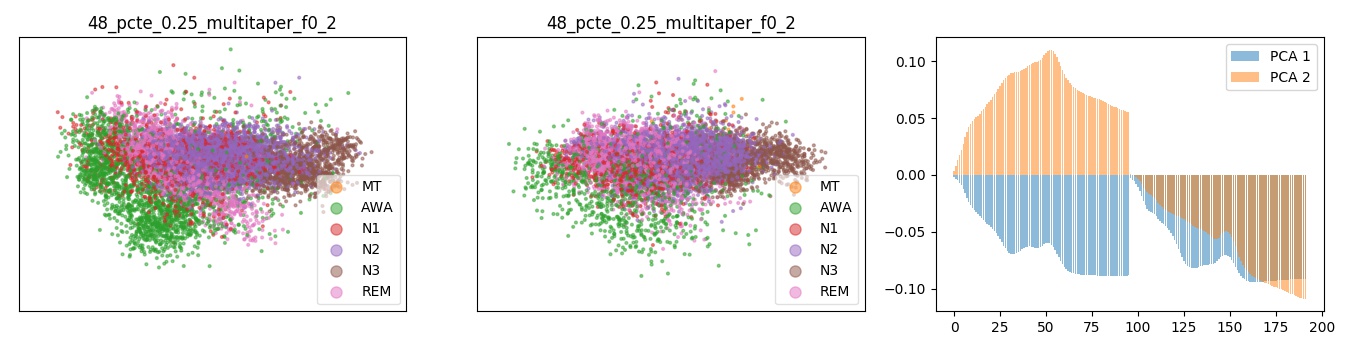 48_pcte_0.25_multitaper_f0_2
MT
AWA
N1
N2
N3
REM
48_pcte_0.25_multitaper_f0_2
MT
AWA
N1
N2
N3
REM
PCA 1
PCA 2
0.10
0.05
0.00
−0.05
−0.10
0 25 50 75 100 125 150 175 200